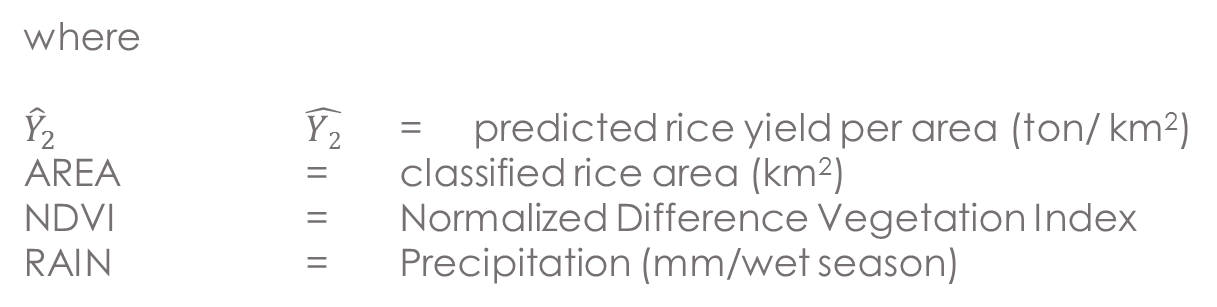 where
Ŷ₂ Ŷ₂ = predicted rice yield per area (ton/ km²)
AREA = classified rice area (km²)
NDVI = Normalized Difference Vegetation Index
RAIN = Precipitation (mm/wet season)